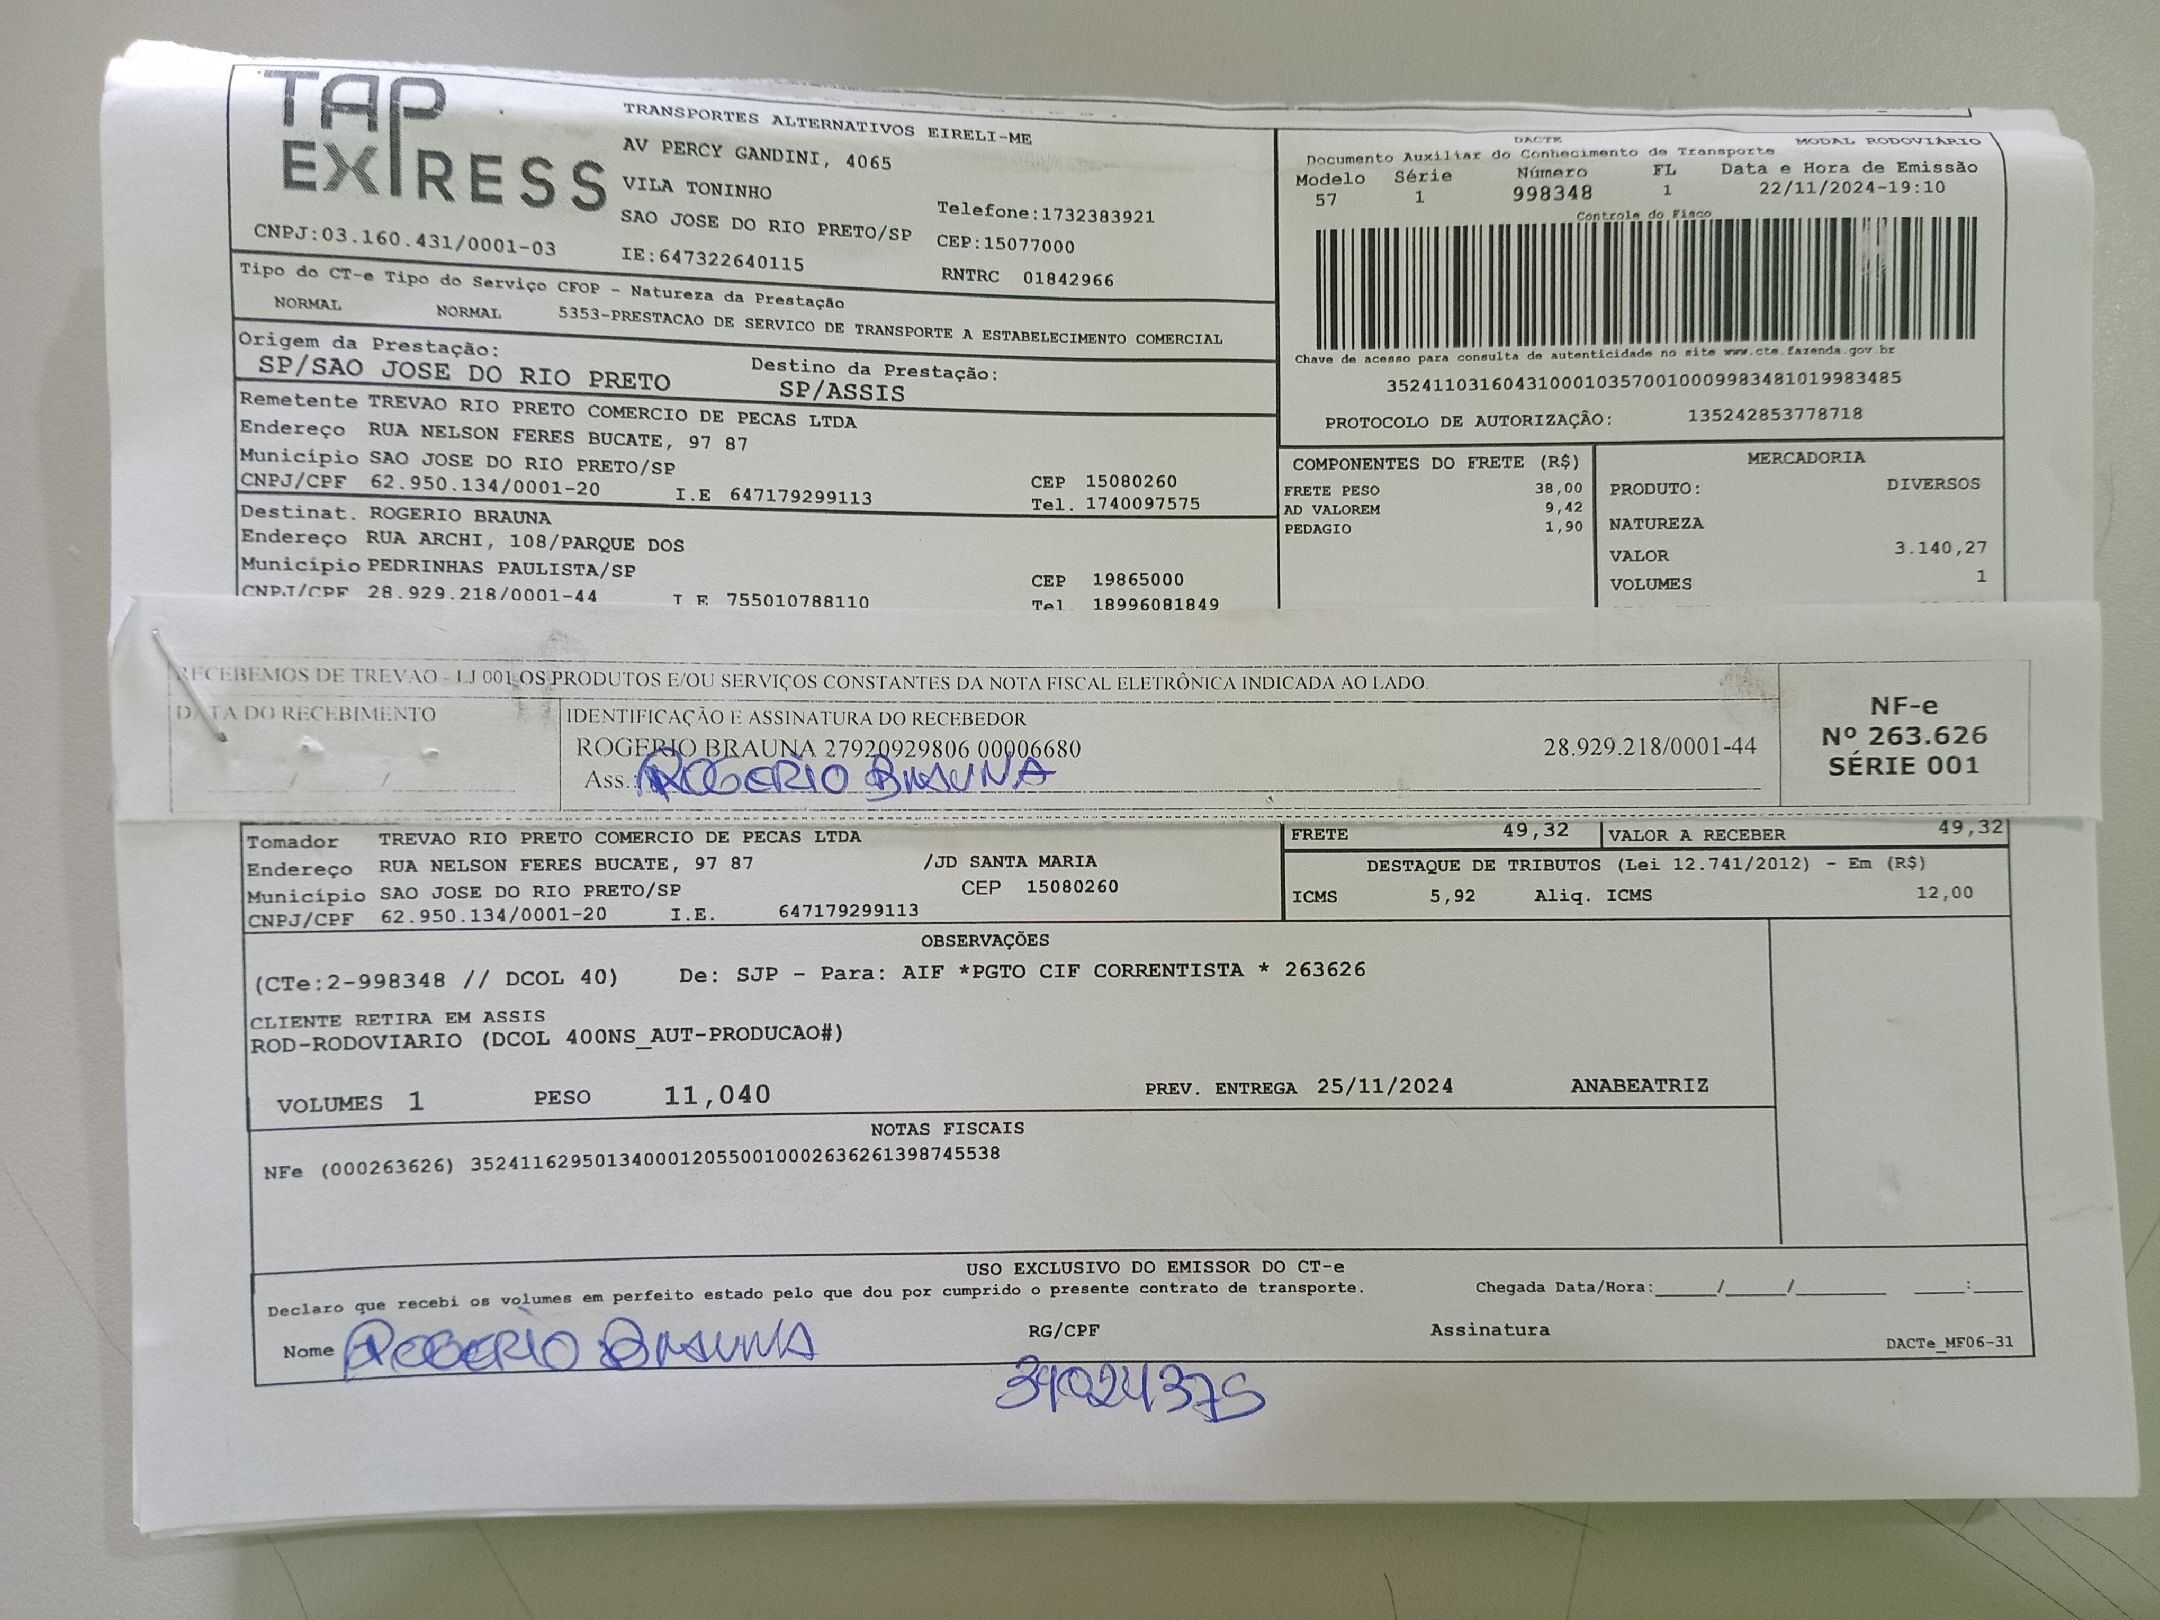 TAP
EXPRESS
TRANSPORTES ALTERNATIVOS EIRELI-ME
AV PERCY GANDINI, 4065
VILA TONINHO
SAO JOSE DO RIO PRETO/SP
Telefone:1732383921
CEP:15077000
CNPJ:03.160.431/0001-03
IE:647322640115
RNTRC 01842966
Tipo do CT-e Tipo do Serviço CFOP - Natureza da Prestação
NORMAL NORMAL 5353-PRESTACAO DE SERVICO DE TRANSPORTE A ESTABELECIMENTO COMERCIAL
Origem da Prestação:
SP/SAO JOSE DO RIO PRETO
Destino da Prestação:
SP/ASSIS
DACTE MODAL RODOVIÁRIO
Documento Auxiliar do Conhecimento de Transporte
Modelo Série Número FL Data e Hora de Emissão
57 1 998348 1 22/11/2024-19:10
Controle do Fisco
Chave de acesso para consulta de autenticidade no site www.cte.fazenda.gov.br
35241103160431000103570010009983481019983485
PROTOCOLO DE AUTORIZAÇÃO: 135242853778718
Remetente TREVAO RIO PRETO COMERCIO DE PECAS LTDA
Endereço RUA NELSON FERES BUCATE, 97 87
Município SAO JOSE DO RIO PRETO/SP
CEP 15080260
CNPJ/CPF 62.950.134/0001-20 I.E 647179299113
Tel. 1740097575
Destinat. ROGERIO BRAUNA
Endereço RUA ARCHI, 108/PARQUE DOS
Município PEDRINHAS PAULISTA/SP
CEP 19865000
CNPJ/CPF 28.929.218/0001-44 I E 755010788110
Tel. 18996081849
COMPONENTES DO FRETE (R$)
FRETE PESO 38,00
AD VALOREM 9,42
PEDAGIO 1,90
MERCADORIA
PRODUTO: DIVERSOS
NATUREZA
VALOR 3.140,27
VOLUMES 1
RECEBEMOS DE TREVAO - LJ 001 OS PRODUTOS E/OU SERVIÇOS CONSTANTES DA NOTA FISCAL ELETRÔNICA INDICADA AO LADO.
DATA DO RECEBIMENTO
/ /
IDENTIFICAÇÃO E ASSINATURA DO RECEBEDOR
ROGERIO BRAUNA 27920929806 00006680 28.929.218/0001-44
Ass.: ROGERIO BRAUNA
NF-e
Nº 263.626
SÉRIE 001
Tomador TREVAO RIO PRETO COMERCIO DE PECAS LTDA
Endereço RUA NELSON FERES BUCATE, 97 87 /JD SANTA MARIA
Município SAO JOSE DO RIO PRETO/SP CEP 15080260
CNPJ/CPF 62.950.134/0001-20 I.E. 647179299113
FRETE 49,32 VALOR A RECEBER 49,32
DESTAQUE DE TRIBUTOS (Lei 12.741/2012) - Em (R$)
ICMS 5,92 Aliq. ICMS 12,00
OBSERVAÇÕES
(CTe:2-998348 // DCOL 40) De: SJP - Para: AIF *PGTO CIF CORRENTISTA * 263626
CLIENTE RETIRA EM ASSIS
ROD-RODOVIARIO (DCOL 400NS_AUT-PRODUCAO#)
VOLUMES 1 PESO 11,040 PREV. ENTREGA 25/11/2024 ANABEATRIZ
NOTAS FISCAIS
NFe (000263626) 35241162950134000120550010002636261398745538
USO EXCLUSIVO DO EMISSOR DO CT-e
Declaro que recebi os volumes em perfeito estado pelo que dou por cumprido o presente contrato de transporte.
Chegada Data/Hora:_____/_____/________ _____:_____
Nome ROGERIO BRAUNA RG/CPF Assinatura
DACTe_MF06-31